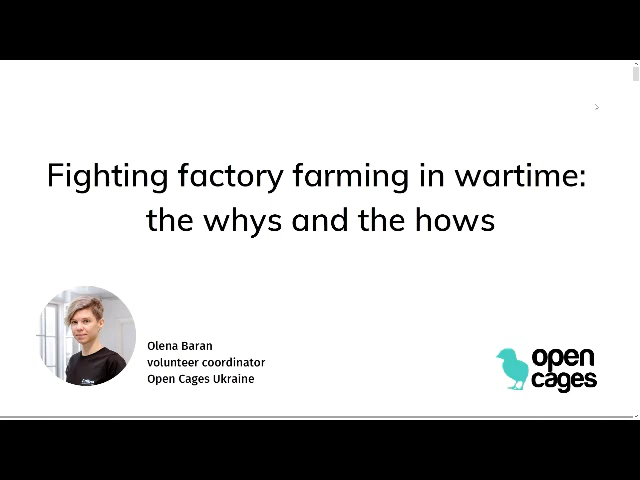 Fighting factory farming in wartime:
the whys and the hows
Olena Baran
volunteer coordinator
Open Cages Ukraine
open
cages